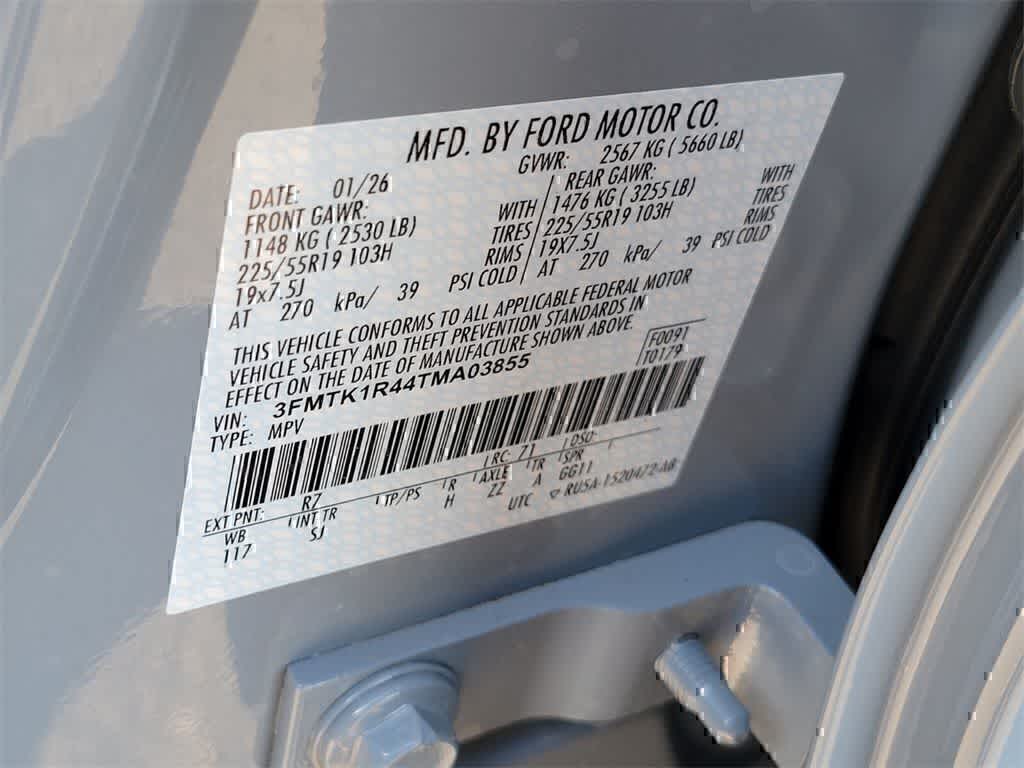 MFD. BY FORD MOTOR CO.
DATE: 01/26 GVWR: 2567 KG ( 5660 LB)
FRONT GAWR: REAR GAWR:
1148 KG ( 2530 LB) WITH 1476 KG ( 3255 LB) WITH
225/55R19 103H TIRES 225/55R19 103H TIRES
19x7.5J RIMS 19X7.5J RIMS
AT 270 kPa/ 39 PSI COLD AT 270 kPa/ 39 PSI COLD
THIS VEHICLE CONFORMS TO ALL APPLICABLE FEDERAL MOTOR
VEHICLE SAFETY AND THEFT PREVENTION STANDARDS IN
EFFECT ON THE DATE OF MANUFACTURE SHOWN ABOVE.
F0091
T0179
VIN: 3FMTK1R44TMA03855
TYPE: MPV
EXT PNT: RZ RC: 71 DSO:
WB INT TR TP/PS R AXLE TR SPR
117 SJ H ZZ A GG11
UTC RUSA-1520472-AB